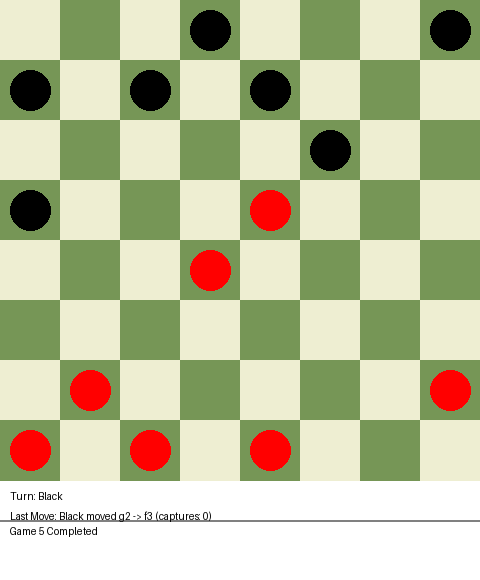 Turn: Black
Last Move: Black moved g2 -> f3 (captures: 0)
Game 5 Completed